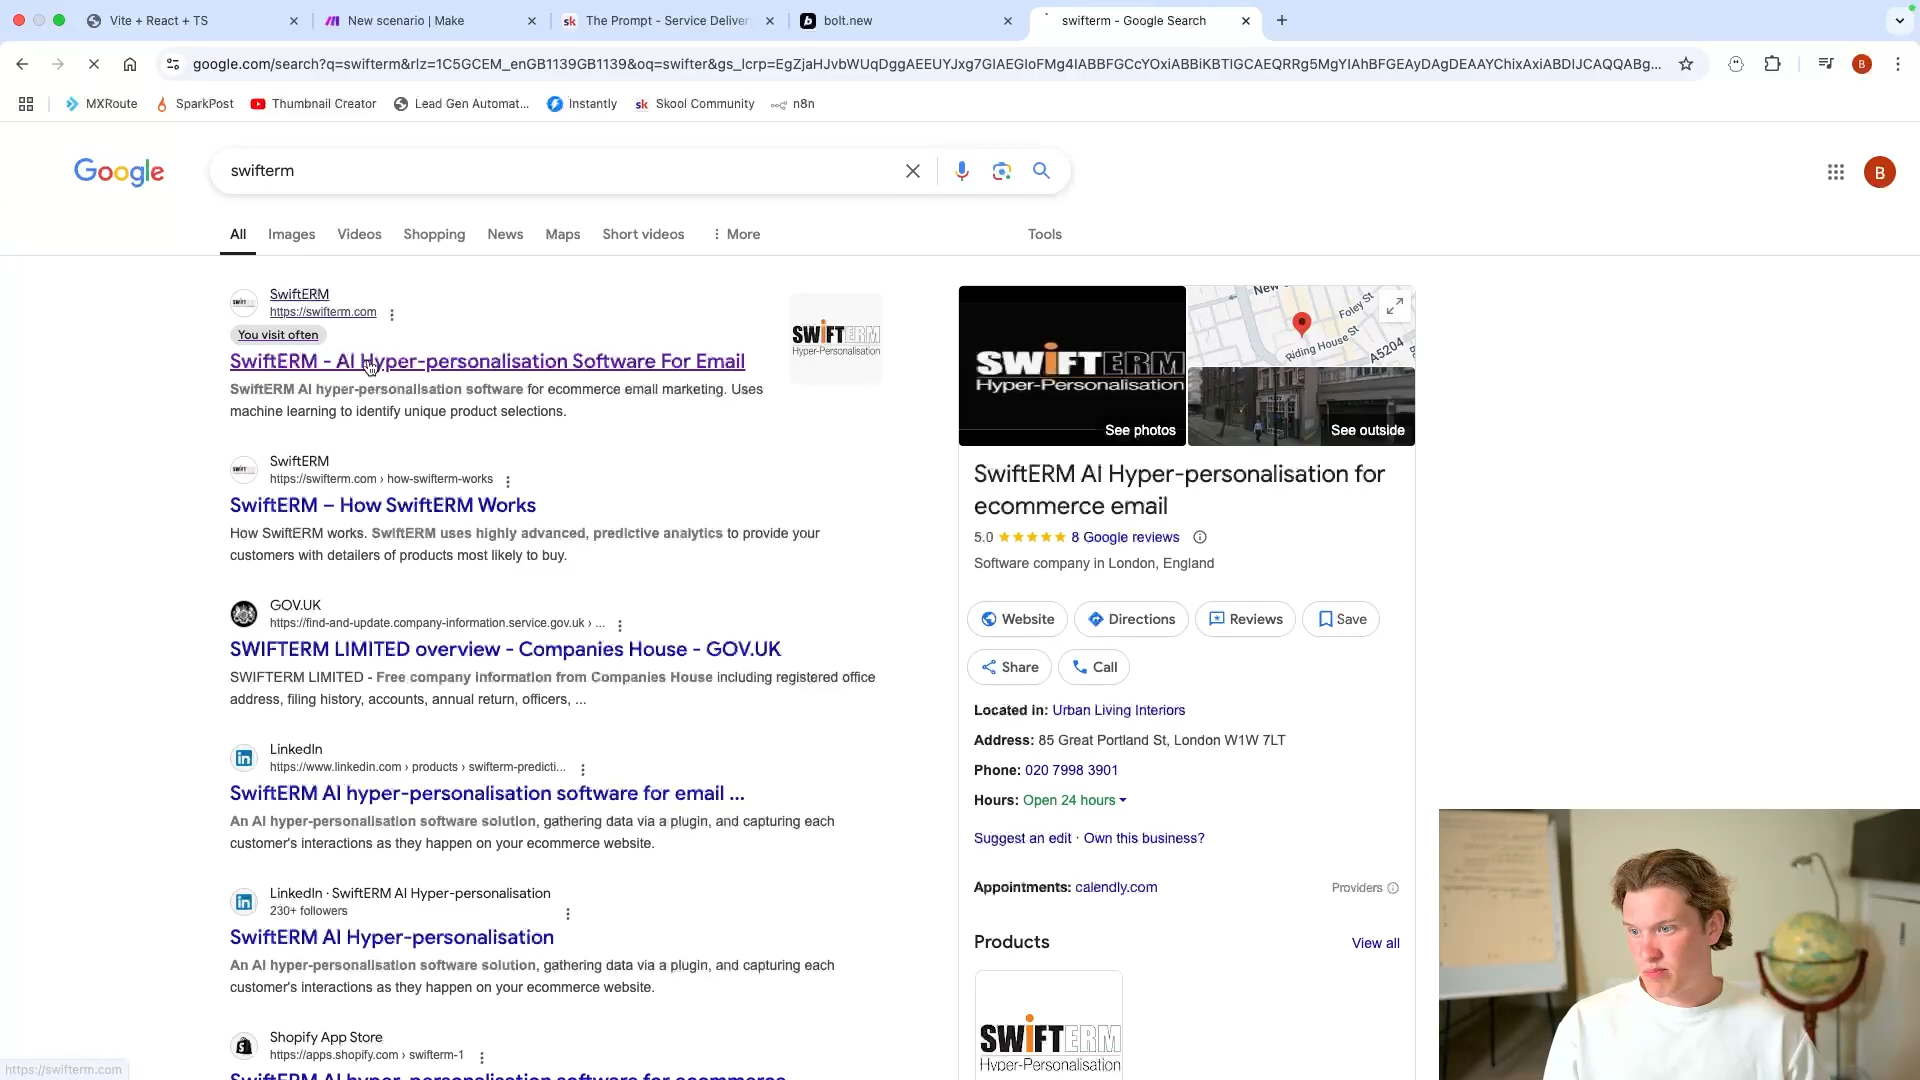 Vite + React + TS
New scenario | Make
The Prompt - Service Deliver
bolt.new
swifterm - Google Search
google.com/search?q=swifterm&rlz=1C5GCEM_enGB1139GB1139&oq=swifter&gs_lcrp=EgZjaHJvbWUqDggAEEUYJxg7GIAEGIoFMg4IABBFGCcYOxiABBiKBTIGCAEQRRg5MgYIAhBFGEAyDAgDEAAYChixAxiABDIJCAQQABg...
B
MXRoute
SparkPost
Thumbnail Creator
Lead Gen Automat...
Instantly
Skool Community
n8n
Google
swifterm
B
All
Images
Videos
Shopping
News
Maps
Short videos
More
Tools
SwiftERM
https://swifterm.com
You visit often
SwiftERM - AI Hyper-personalisation Software For Email
SwiftERM AI hyper-personalisation software for ecommerce email marketing. Uses
machine learning to identify unique product selections.
SWiFTERM
Hyper-Personalisation
SwiftERM
https://swifterm.com › how-swifterm-works
SwiftERM – How SwiftERM Works
How SwiftERM works. SwiftERM uses highly advanced, predictive analytics to provide your
customers with detailers of products most likely to buy.
GOV.UK
https://find-and-update.company-information.service.gov.uk › ...
SWIFTERM LIMITED overview - Companies House - GOV.UK
SWIFTERM LIMITED - Free company information from Companies House including registered office
address, filing history, accounts, annual return, officers, ...
LinkedIn
https://www.linkedin.com › products › swifterm-predicti...
SwiftERM AI hyper-personalisation software for email ...
An AI hyper-personalisation software solution, gathering data via a plugin, and capturing each
customer's interactions as they happen on your ecommerce website.
LinkedIn · SwiftERM AI Hyper-personalisation
230+ followers
SwiftERM AI Hyper-personalisation
An AI hyper-personalisation software solution, gathering data via a plugin, and capturing each
customer's interactions as they happen on your ecommerce website.
Shopify App Store
https://apps.shopify.com › swifterm-1
SwiftERM AI hyper-personalisation software for ecommerce
https://swifterm.com
SWiFTERM
Hyper-Personalisation
See photos
Foley St
Riding House St
A5204
See outside
SwiftERM AI Hyper-personalisation for
ecommerce email
5.0
8 Google reviews
Software company in London, England
Website
Directions
Reviews
Save
Share
Call
Located in: Urban Living Interiors
Address: 85 Great Portland St, London W1W 7LT
Phone: 020 7998 3901
Hours: Open 24 hours
Suggest an edit · Own this business?
Appointments: calendly.com
Providers
Products
View all
SWiFTERM
Hyper-Personalisation